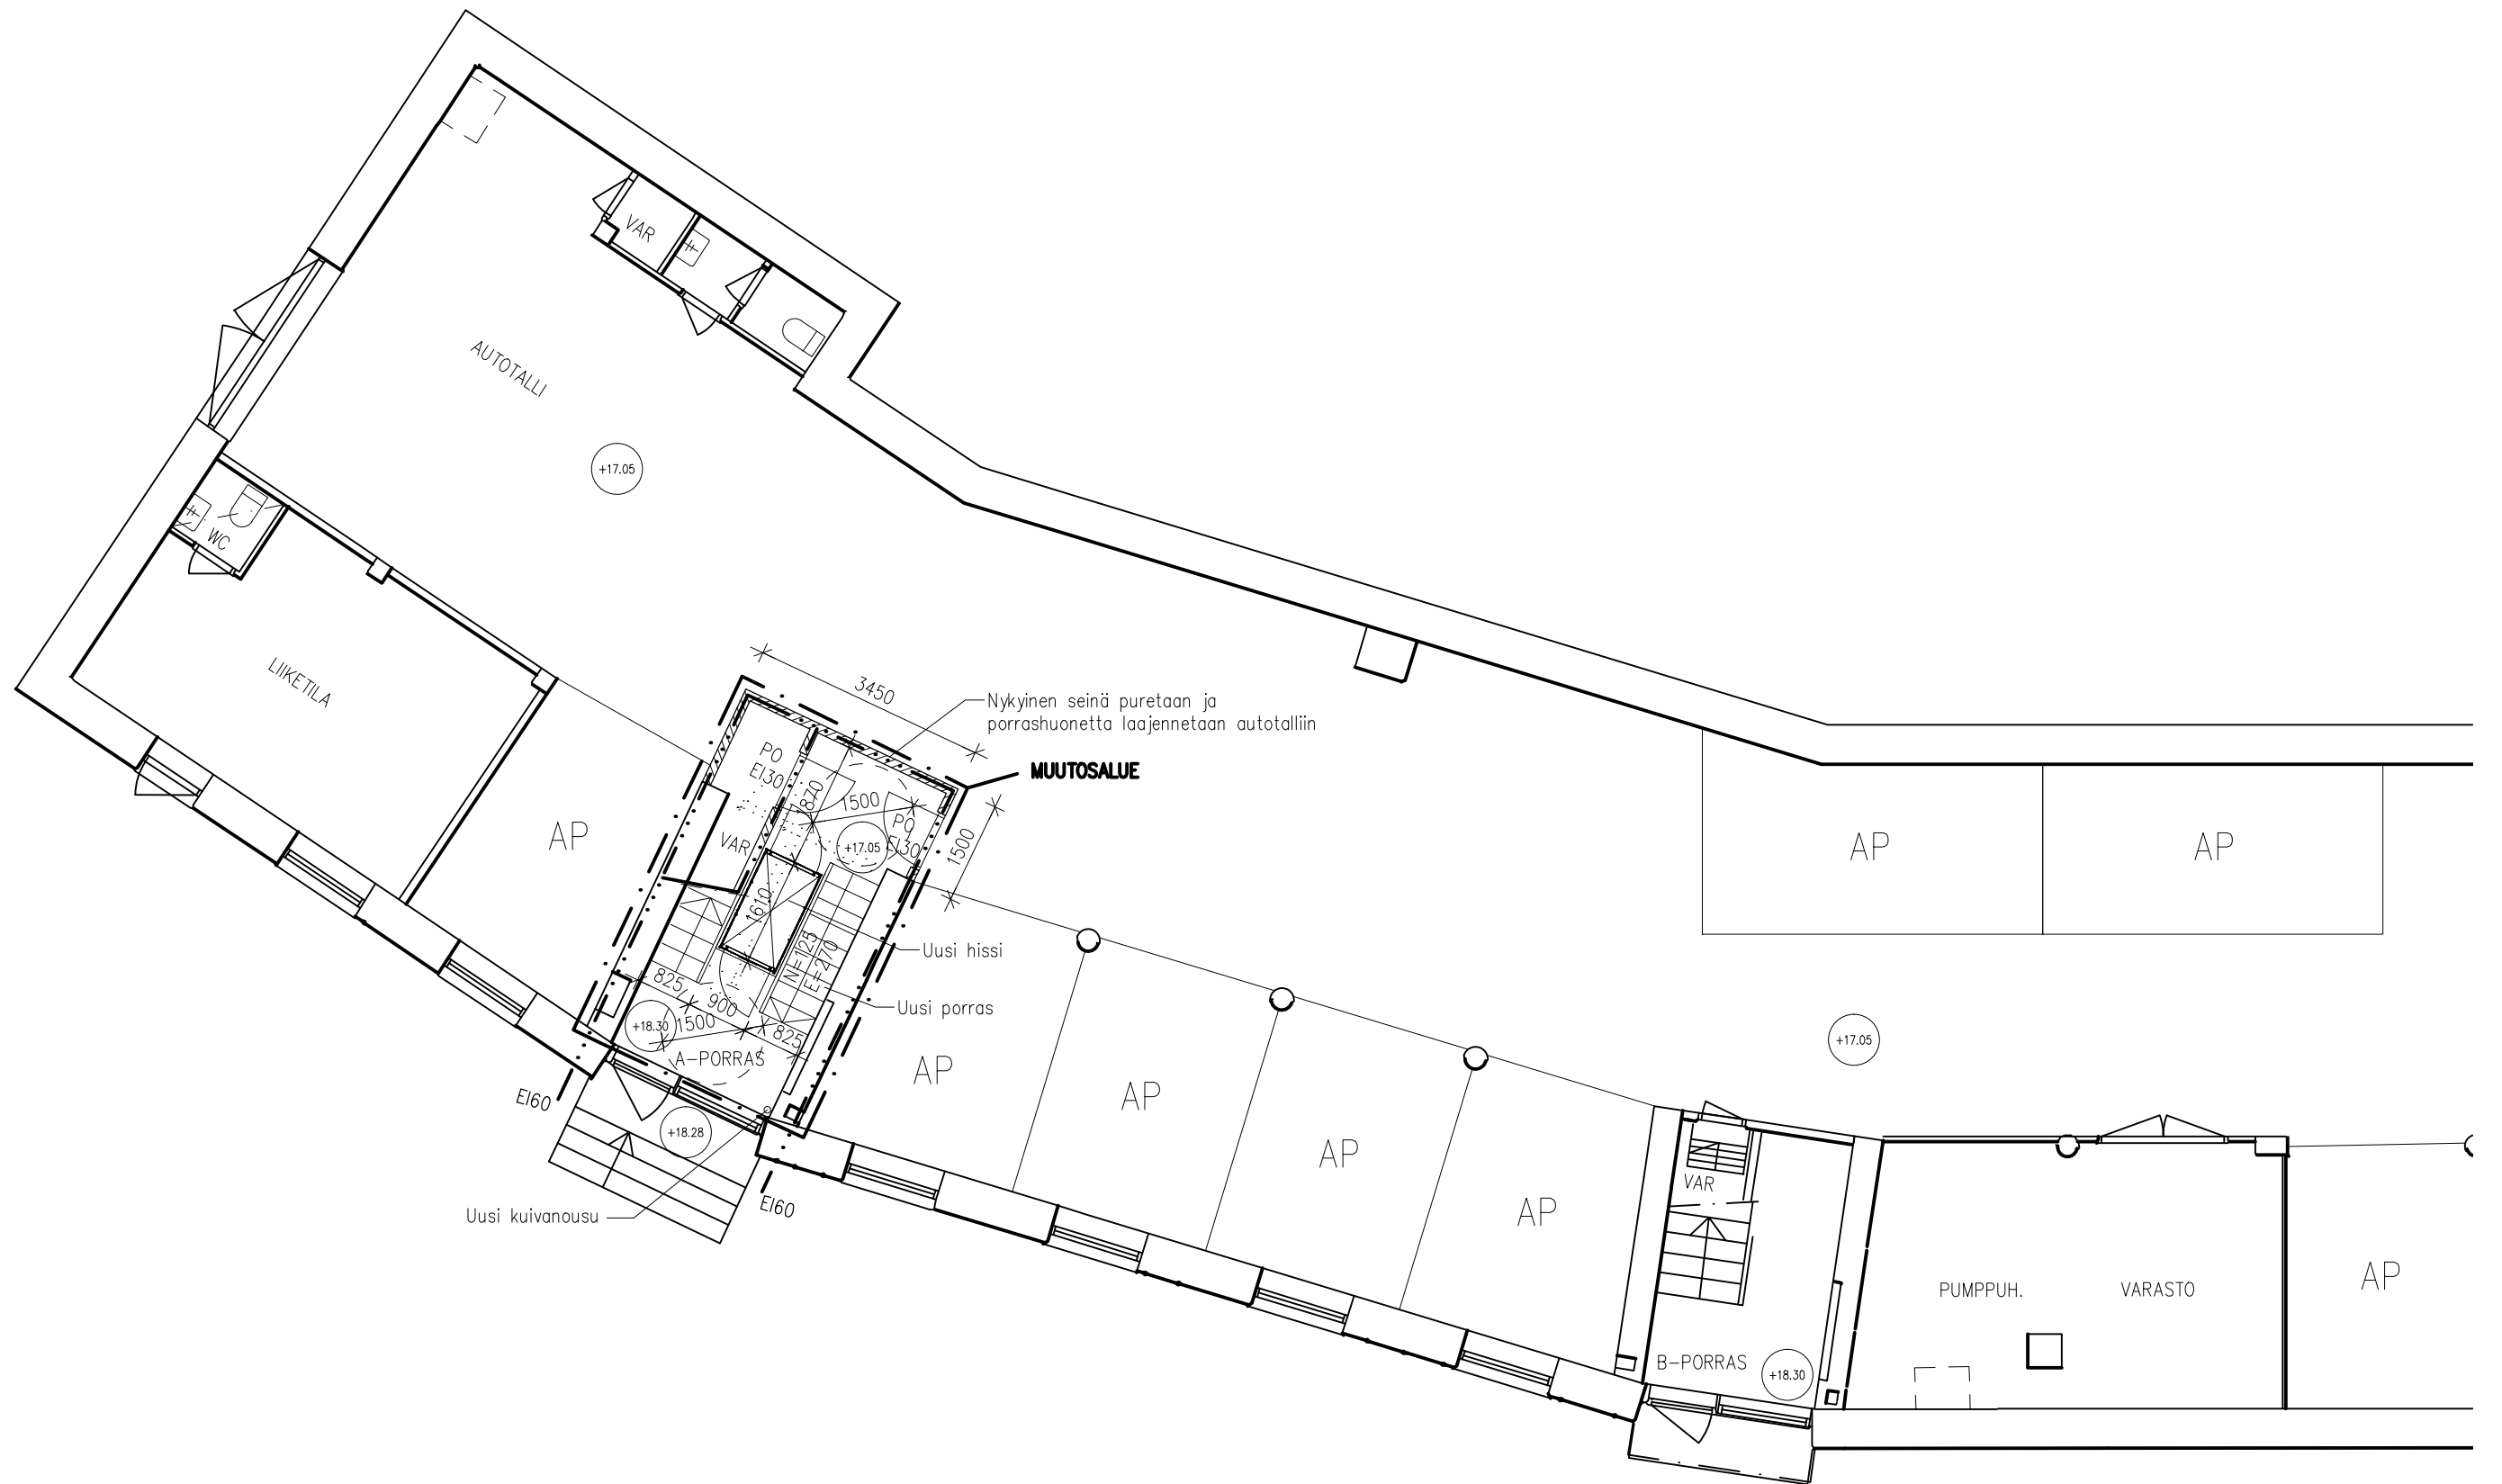 VAR
AUTOTALLI
+17.05
WC
LIIKETILA
3450
Nykyinen seinä puretaan ja
porrashuonetta laajennetaan autotalliin
MUUTOSALUE
PO
EI30
1870
1500
PO
EI30
1500
+17.05
VAR
AP
AP
AP
1610
Uusi hissi
NF=125
E=270
Uusi porras
825
900
825
+18.30
1500
A-PORRAS
+17.05
AP
AP
AP
AP
EI60
+18.28
EI60
Uusi kuivanousu
VAR
B-PORRAS
+18.30
PUMPPUH.
VARASTO
AP